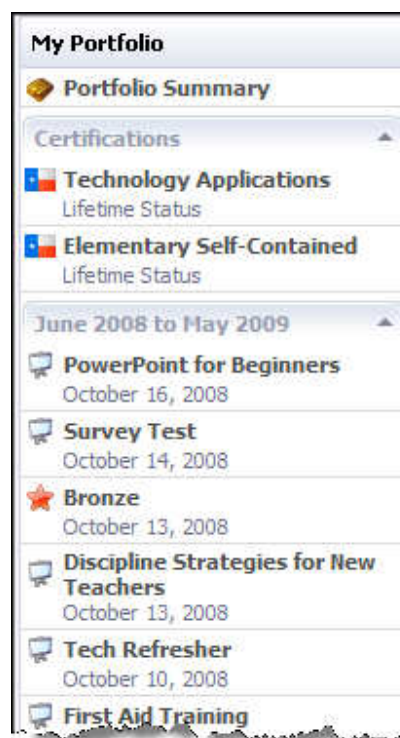 My Portfolio
Portfolio Summary
Certifications
Technology Applications
Lifetime Status
Elementary Self-Contained
Lifetime Status
June 2008 to May 2009
PowerPoint for Beginners
October 16, 2008
Survey Test
October 14, 2008
Bronze
October 13, 2008
Discipline Strategies for New
Teachers
October 13, 2008
Tech Refresher
October 10, 2008
First Aid Training